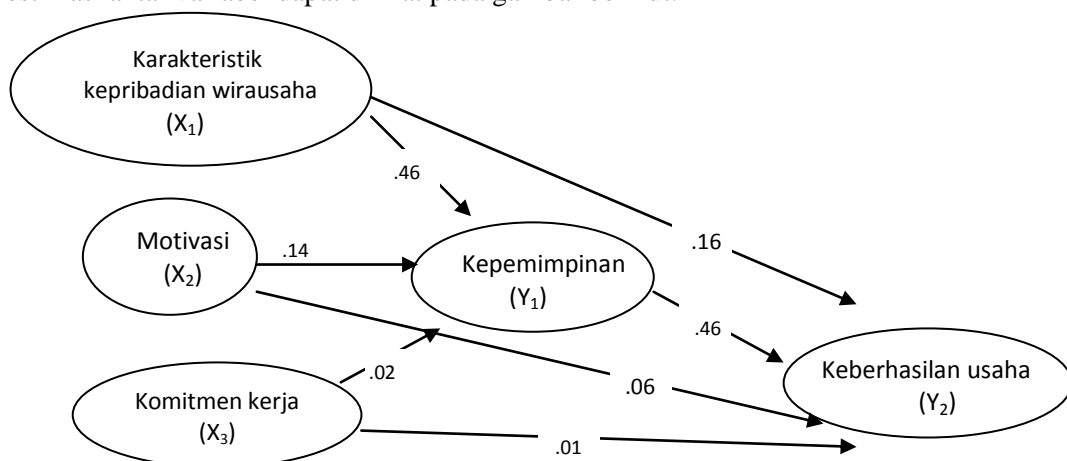 Karakteristik
kepribadian wirausaha
(X₁)
.46
.16
Motivasi
(X₂)
.14
Kepemimpinan
(Y₁)
.46
.02
.06
Keberhasilan usaha
(Y₂)
Komitmen kerja
(X₃)
.01